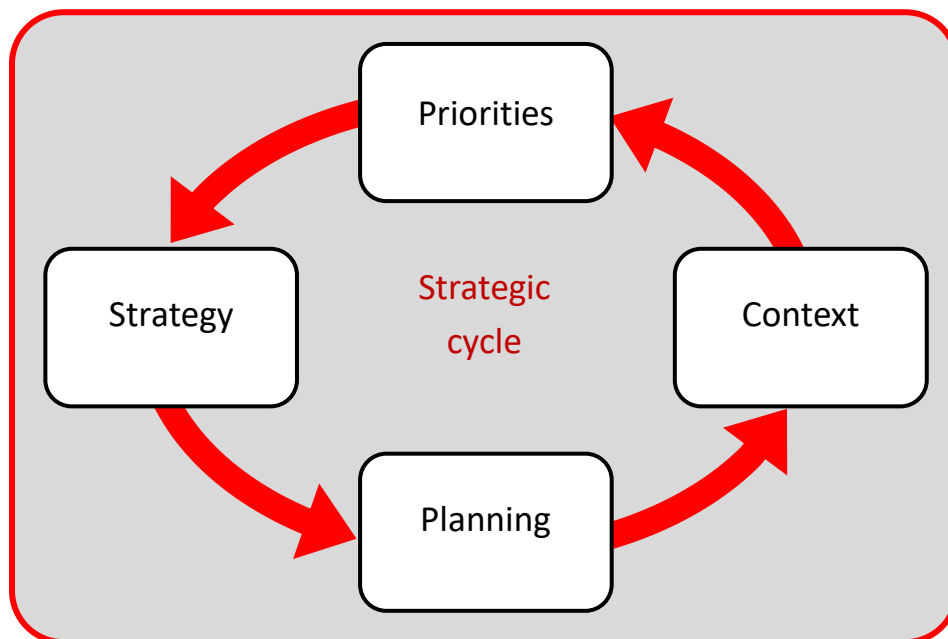 Priorities
Strategy
Strategic
cycle
Context
Planning